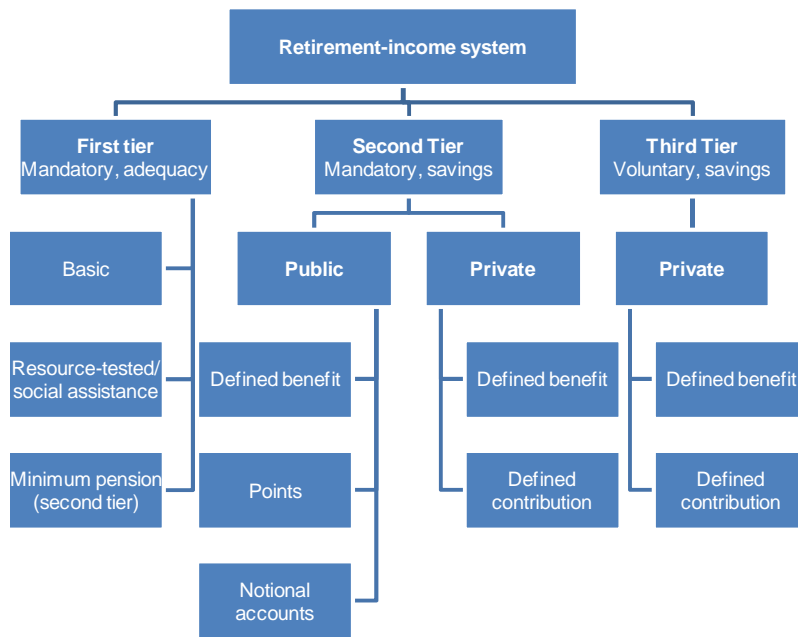 Retirement-income system
First tier
Mandatory, adequacy
Second Tier
Mandatory, savings
Third Tier
Voluntary, savings
Basic
Public
Private
Private
Resource-tested/
social assistance
Defined benefit
Defined benefit
Defined benefit
Minimum pension
(second tier)
Points
Defined
contribution
Defined
contribution
Notional
accounts